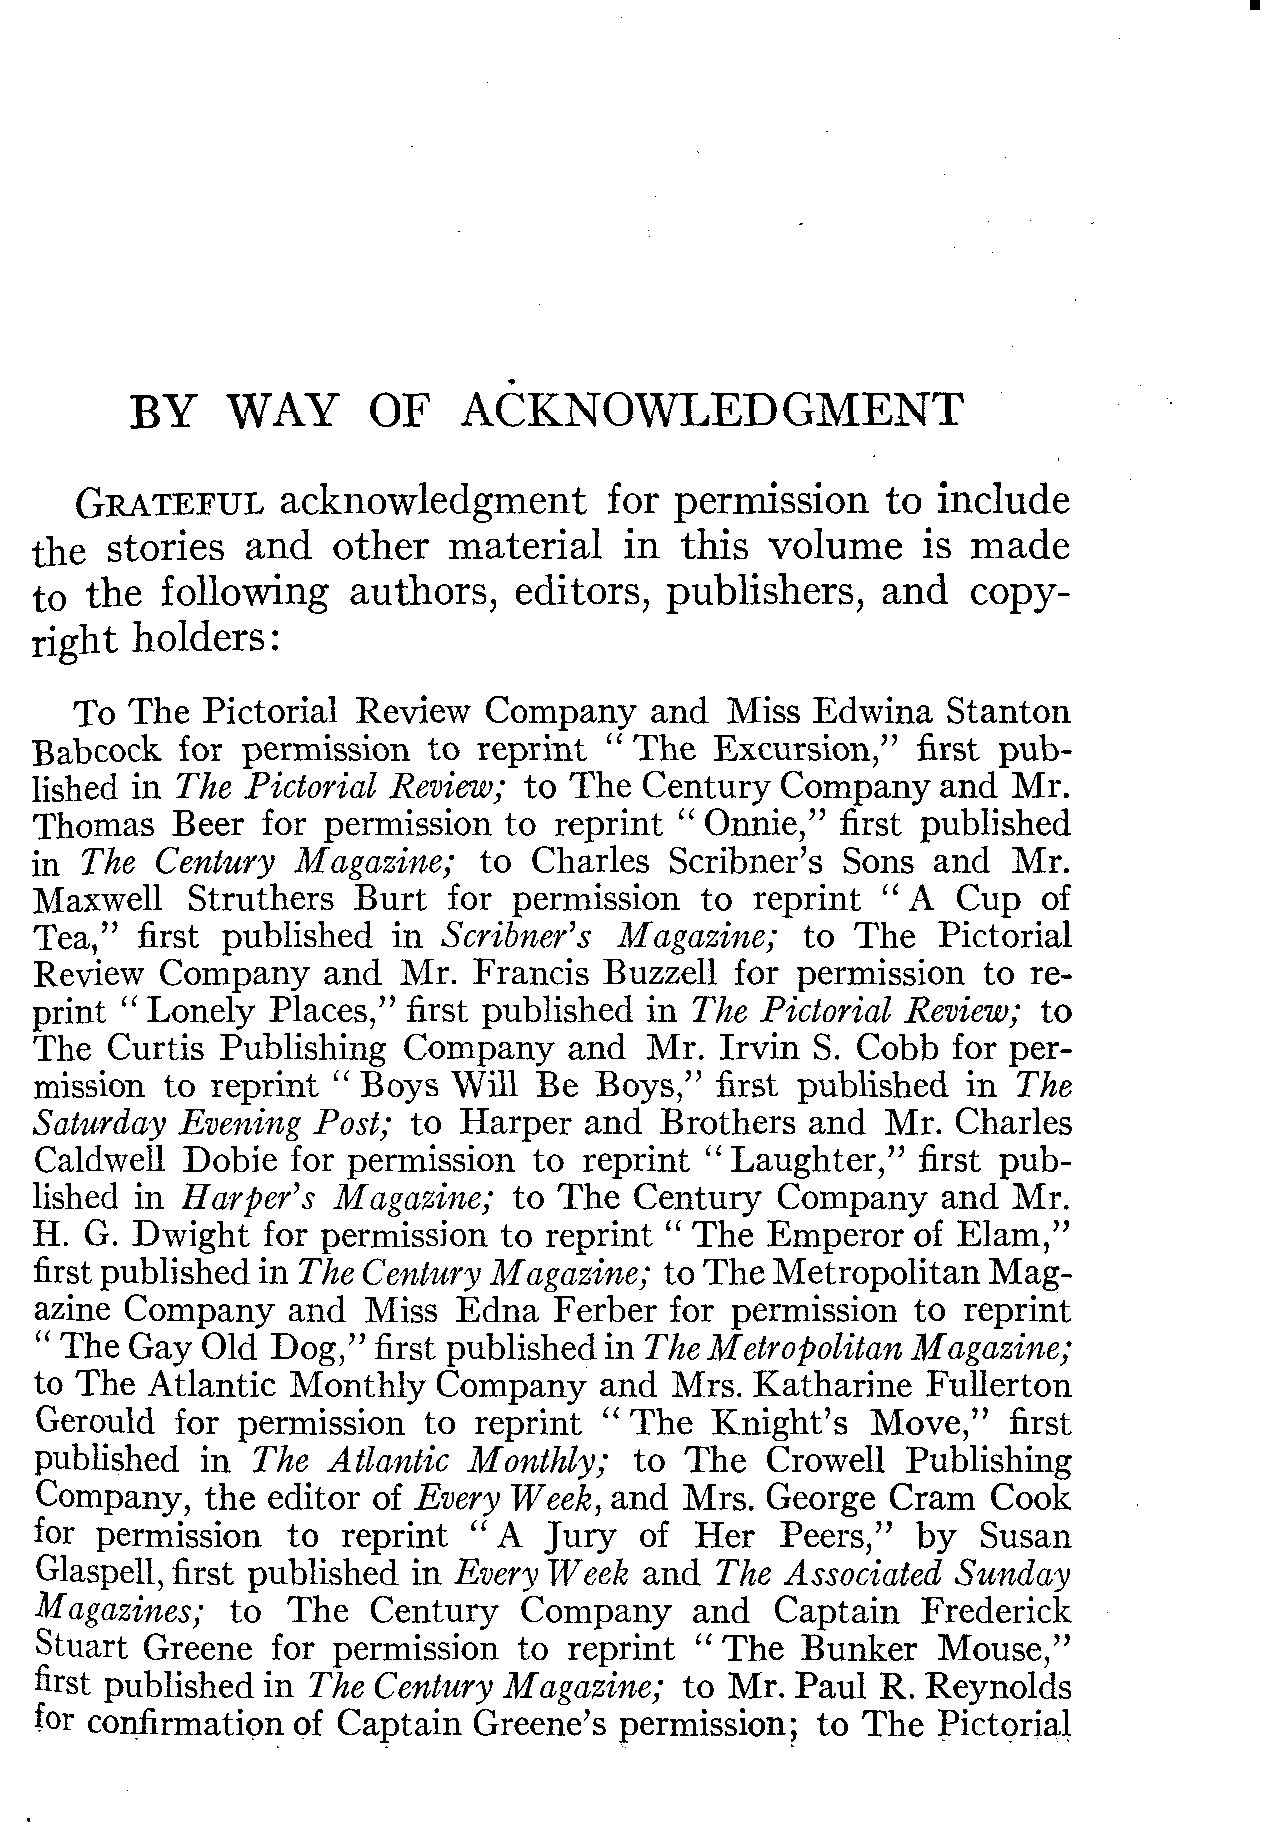 BY WAY OF ACKNOWLEDGMENT
GRATEFUL acknowledgment for permission to include
the stories and other material in this volume is made
to the following authors, editors, publishers, and copy-
right holders:
To The Pictorial Review Company and Miss Edwina Stanton
Babcock for permission to reprint “ The Excursion,” first pub-
lished in The Pictorial Review; to The Century Company and Mr.
Thomas Beer for permission to reprint “ Onnie,” first published
in The Century Magazine; to Charles Scribner's Sons and Mr.
Maxwell Struthers Burt for permission to reprint “ A Cup of
Tea,” first published in Scribner's Magazine; to The Pictorial
Review Company and Mr. Francis Buzzell for permission to re-
print “ Lonely Places,” first published in The Pictorial Review; to
The Curtis Publishing Company and Mr. Irvin S. Cobb for per-
mission to reprint “ Boys Will Be Boys,” first published in The
Saturday Evening Post; to Harper and Brothers and Mr. Charles
Caldwell Dobie for permission to reprint “ Laughter,” first pub-
lished in Harper's Magazine; to The Century Company and Mr.
H. G. Dwight for permission to reprint “ The Emperor of Elam,”
first published in The Century Magazine; to The Metropolitan Mag-
azine Company and Miss Edna Ferber for permission to reprint
“ The Gay Old Dog,” first published in The Metropolitan Magazine;
to The Atlantic Monthly Company and Mrs. Katharine Fullerton
Gerould for permission to reprint “ The Knight's Move,” first
published in The Atlantic Monthly; to The Crowell Publishing
Company, the editor of Every Week, and Mrs. George Cram Cook
for permission to reprint “ A Jury of Her Peers,” by Susan
Glaspell, first published in Every Week and The Associated Sunday
Magazines; to The Century Company and Captain Frederick
Stuart Greene for permission to reprint “ The Bunker Mouse,”
first published in The Century Magazine; to Mr. Paul R. Reynolds
for confirmation of Captain Greene's permission; to The Pictorial